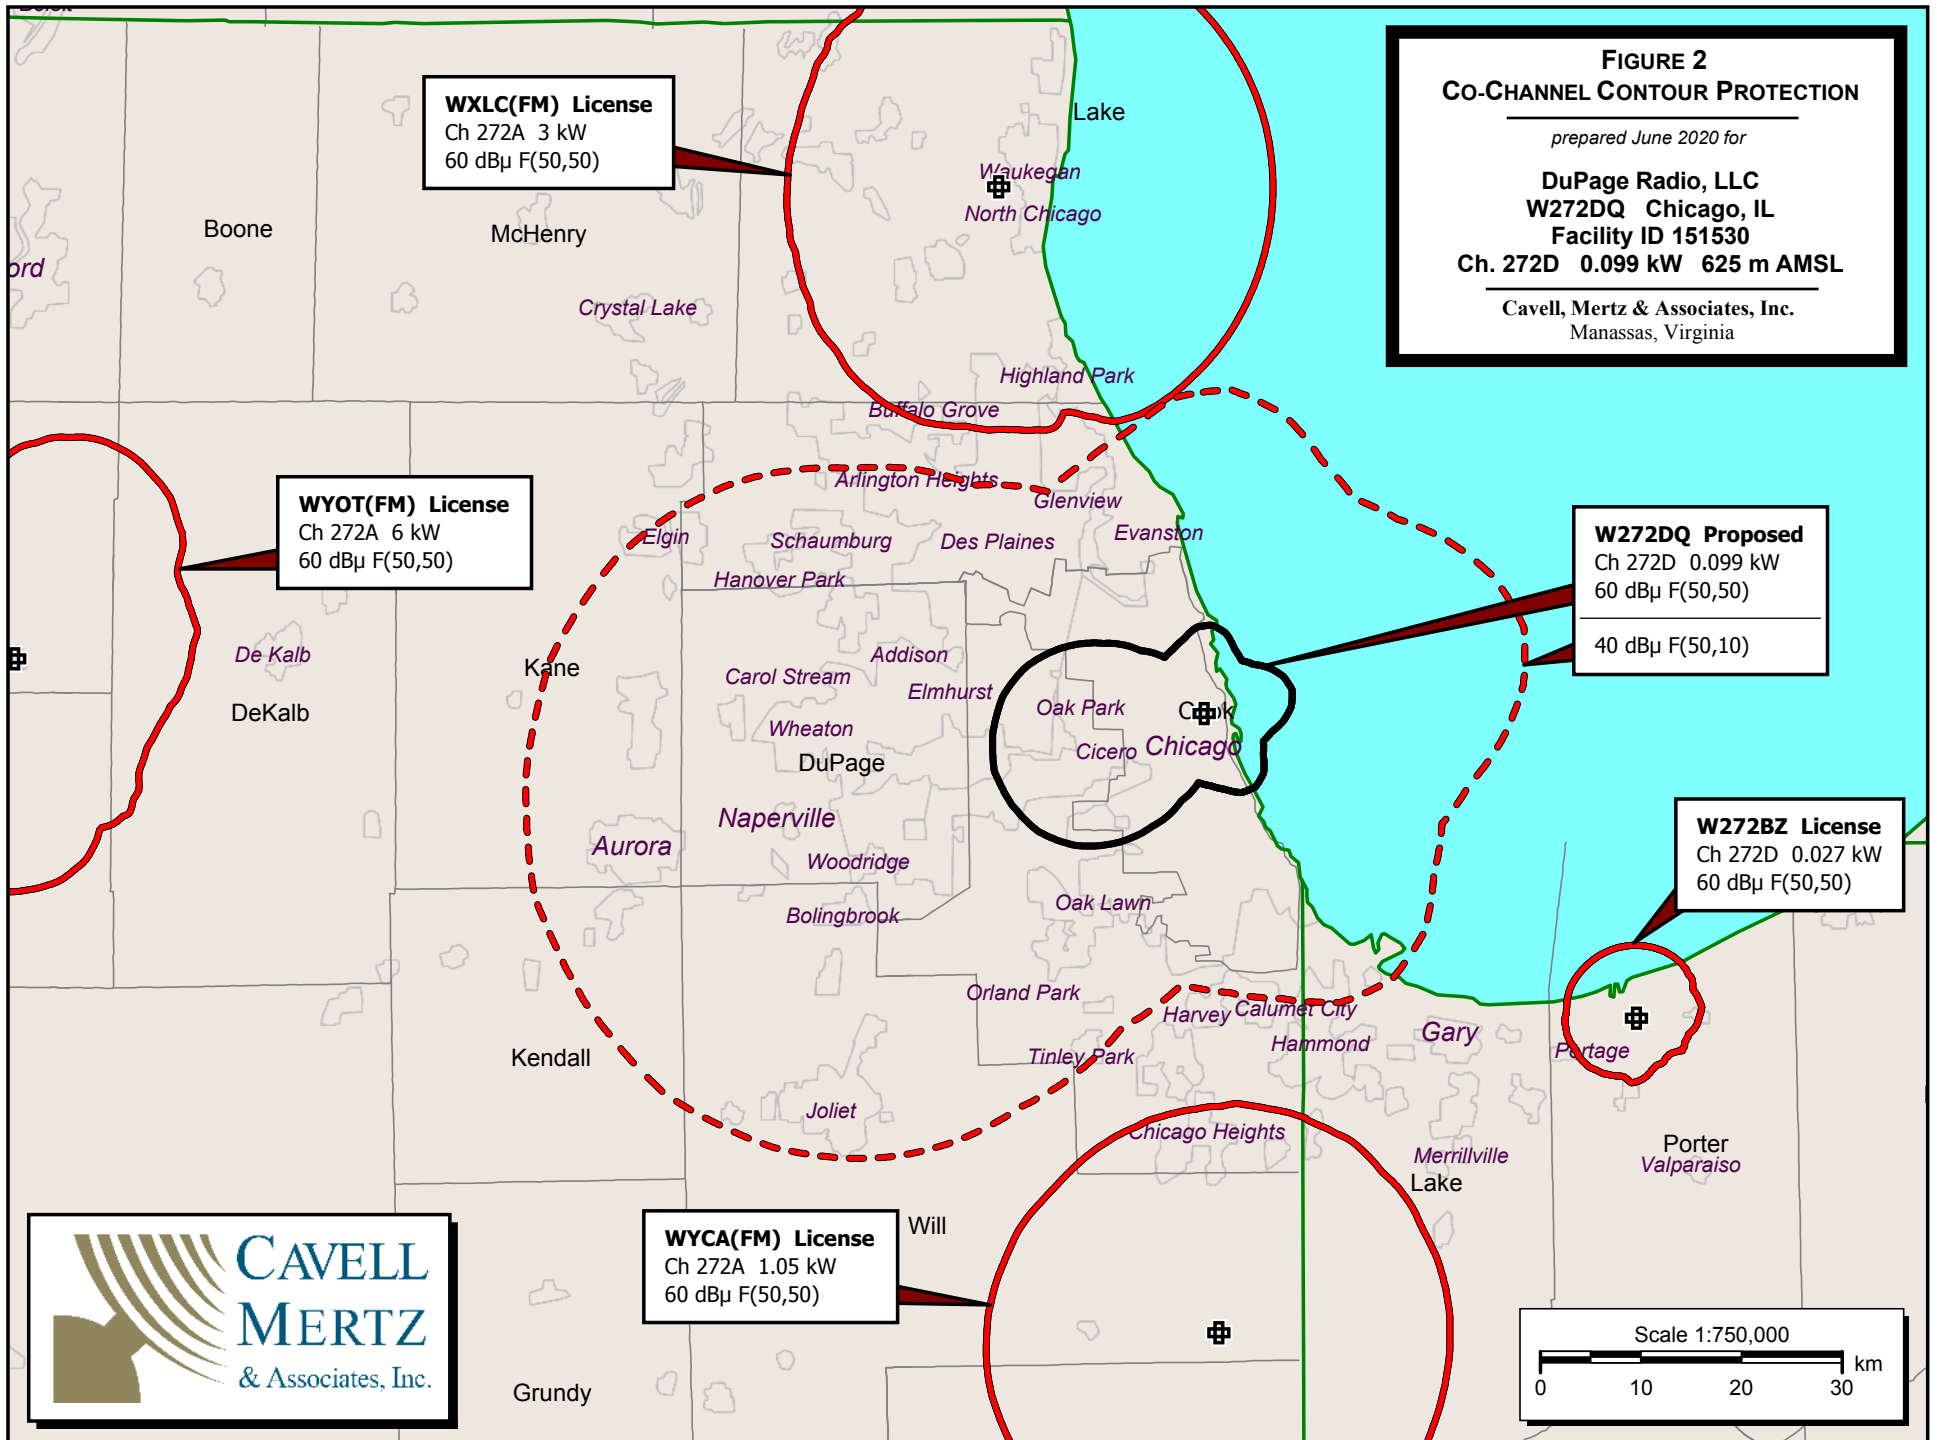 Beloit
FIGURE 2
CO-CHANNEL CONTOUR PROTECTION
prepared June 2020 for
DuPage Radio, LLC
W272DQ Chicago, IL
Facility ID 151530
Ch. 272D 0.099 kW 625 m AMSL
Cavell, Mertz & Associates, Inc.
Manassas, Virginia
WXLC(FM) License
Ch 272A 3 kW
60 dBµ F(50,50)
Lake
Waukegan
North Chicago
Boone
McHenry
ord
Crystal Lake
Highland Park
Buffalo Grove
WYOT(FM) License
Ch 272A 6 kW
60 dBµ F(50,50)
Arlington Heights
Glenview
Elgin
Schaumburg
Des Plaines
Evanston
Hanover Park
W272DQ Proposed
Ch 272D 0.099 kW
60 dBµ F(50,50)
40 dBµ F(50,10)
De Kalb
DeKalb
Kane
Addison
Carol Stream
Elmhurst
Oak Park
Cook
Wheaton
DuPage
Cicero
Chicago
Naperville
Aurora
Woodridge
W272BZ License
Ch 272D 0.027 kW
60 dBµ F(50,50)
Bolingbrook
Oak Lawn
Orland Park
Harvey
Calumet City
Hammond
Gary
Portage
Kendall
Tinley Park
Joliet
Chicago Heights
Merrillville
Lake
Porter
Valparaiso
WYCA(FM) License
Ch 272A 1.05 kW
60 dBµ F(50,50)
Will
Grundy
CAVELL
MERTZ
& Associates, Inc.
Scale 1:750,000
km
0 10 20 30